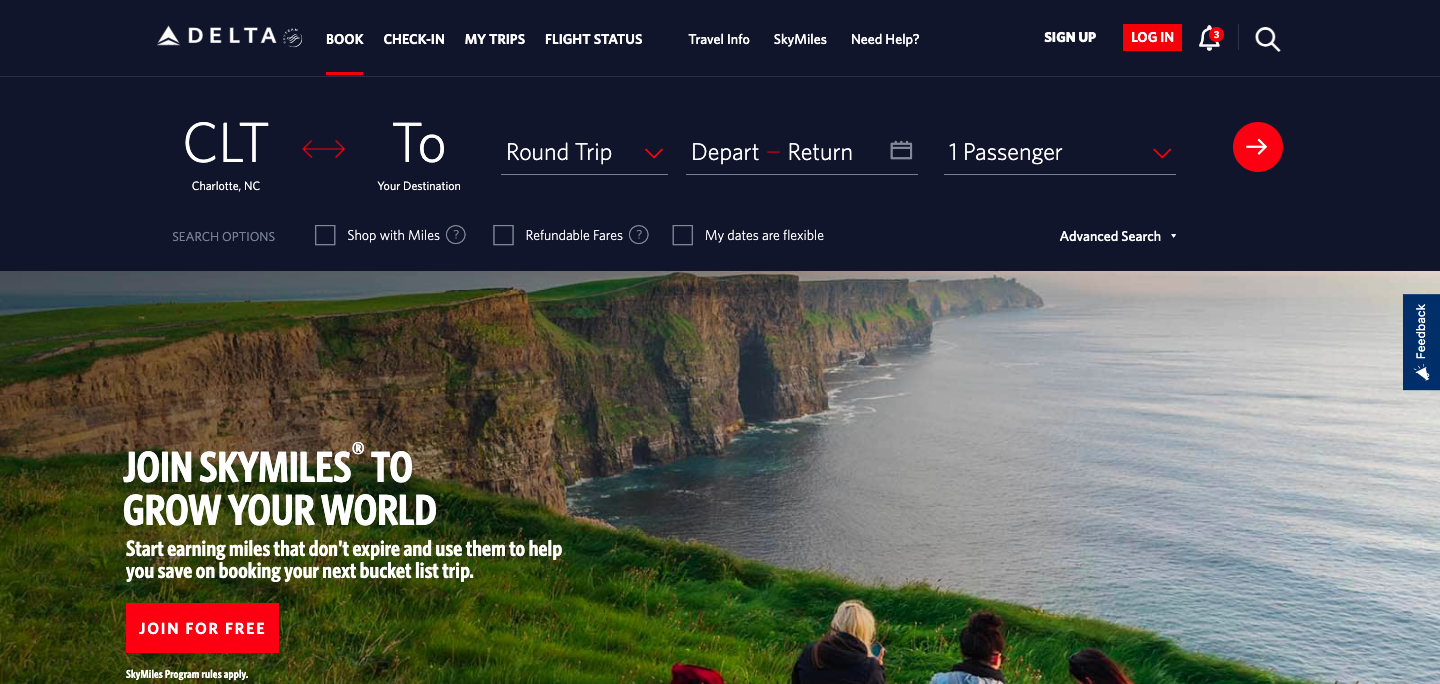 DELTA
BOOK CHECK-IN MY TRIPS FLIGHT STATUS Travel Info SkyMiles Need Help? SIGN UP LOG IN 3
CLT To
Round Trip Depart — Return 1 Passenger
Charlotte, NC Your Destination
SEARCH OPTIONS Shop with Miles ? Refundable Fares ? My dates are flexible Advanced Search
Feedback
JOIN SKYMILES® TO
GROW YOUR WORLD
Start earning miles that don't expire and use them to help
you save on booking your next bucket list trip.
JOIN FOR FREE
SkyMiles Program rules apply.